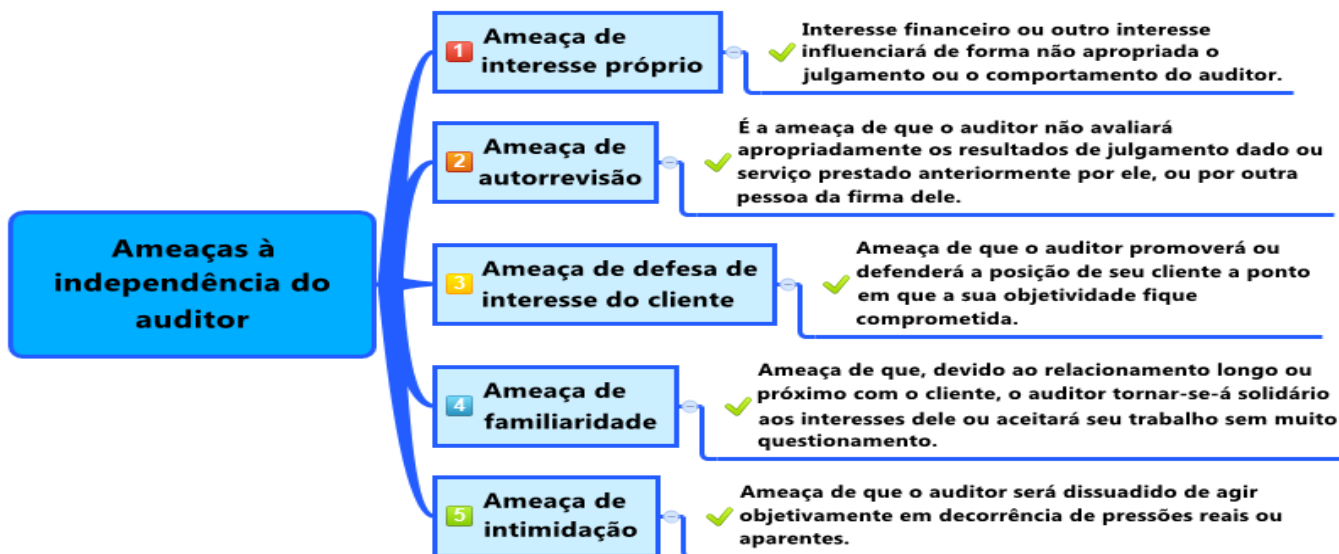 Ameaças à
independência do
auditor
1
Ameaça de
interesse próprio
Interesse financeiro ou outro interesse
influenciará de forma não apropriada o
julgamento ou o comportamento do auditor.
2
Ameaça de
autorrevisão
É a ameaça de que o auditor não avaliará
apropriadamente os resultados de julgamento dado ou
serviço prestado anteriormente por ele, ou por outra
pessoa da firma dele.
3
Ameaça de defesa de
interesse do cliente
Ameaça de que o auditor promoverá ou
defenderá a posição de seu cliente a ponto
em que a sua objetividade fique
comprometida.
4
Ameaça de
familiaridade
Ameaça de que, devido ao relacionamento longo ou
próximo com o cliente, o auditor tornar-se-á solidário
aos interesses dele ou aceitará seu trabalho sem muito
questionamento.
5
Ameaça de
intimidação
Ameaça de que o auditor será dissuadido de agir
objetivamente em decorrência de pressões reais ou
aparentes.